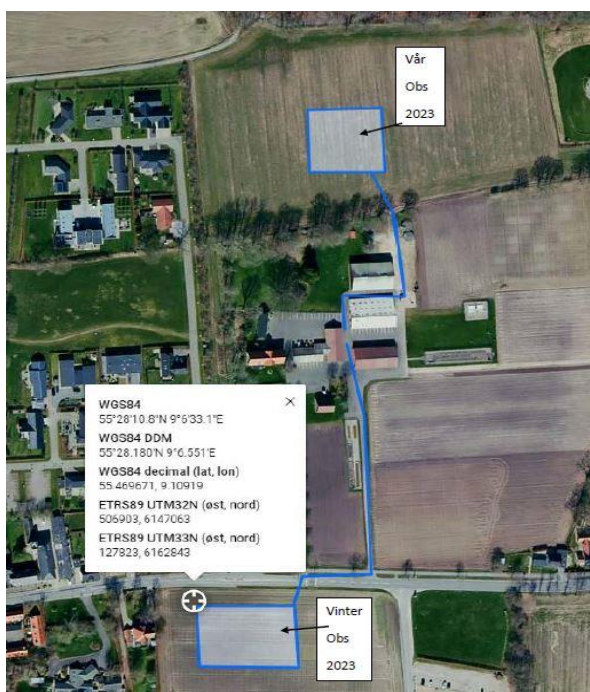 Vår
Obs
2023
WGS84
55°28'10.8"N 9°6'33.1"E
WGS84 DDM
55°28.180'N 9°6.551'E
WGS84 decimal (lat, lon)
55.469671, 9.10919
ETRS89 UTM32N (øst, nord)
506903, 6147063
ETRS89 UTM33N (øst, nord)
127823, 6162843
Vinter
Obs
2023